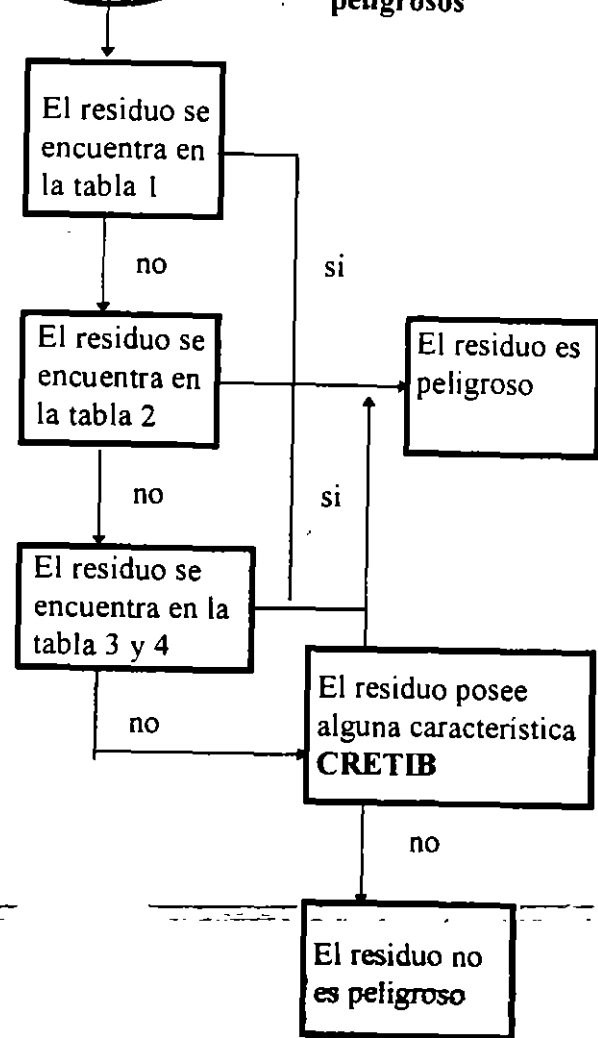 peligrosos
El residuo se
encuentra en
la tabla 1
no
si
El residuo se
encuentra en
la tabla 2
El residuo es
peligroso
no
si
El residuo se
encuentra en la
tabla 3 y 4
no
El residuo posee
alguna característica
CRETIB
no
El residuo no
es peligroso